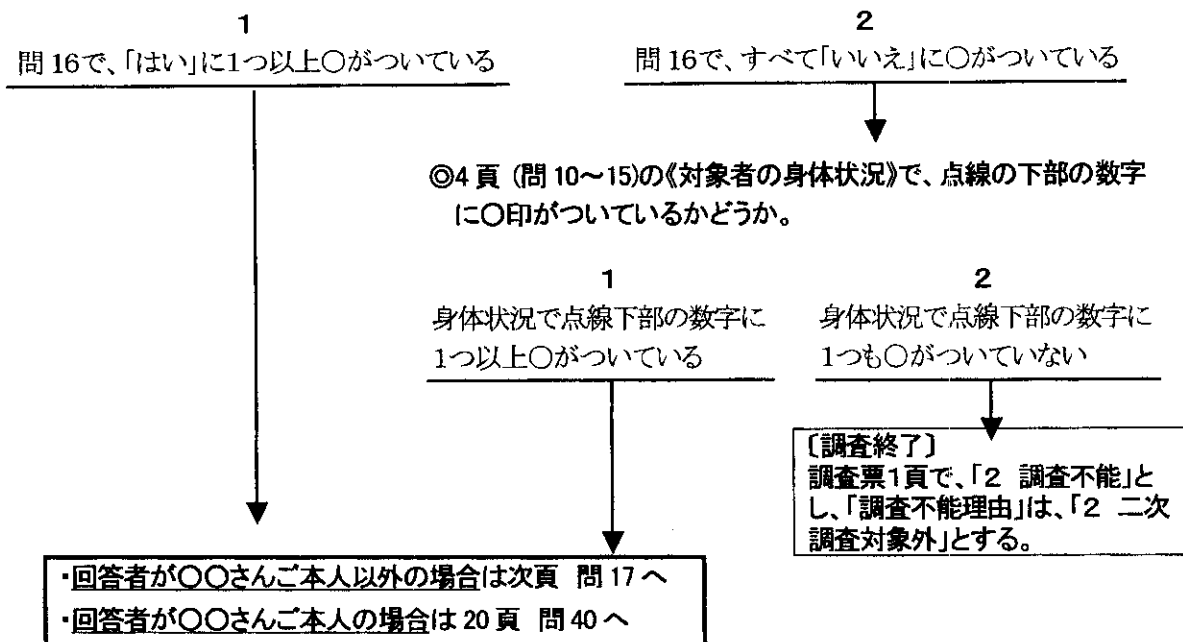 1
問16で、「はい」に1つ以上〇がついている
2
問16で、すべて「いいえ」に〇がついている
◎4頁 (問10～15)の《対象者の身体状況》で、点線の下部の数字
に〇印がついているかどうか。
1
身体状況で点線下部の数字に
1つ以上〇がついている
2
身体状況で点線下部の数字に
1つも〇がついていない
〔調査終了〕
調査票1頁で、「2 調査不能」と
し、「調査不能理由」は、「2 二次
調査対象外」とする。
・回答者が〇〇さんご本人以外の場合は次頁 問17へ
・回答者が〇〇さんご本人の場合は20頁 問40へ